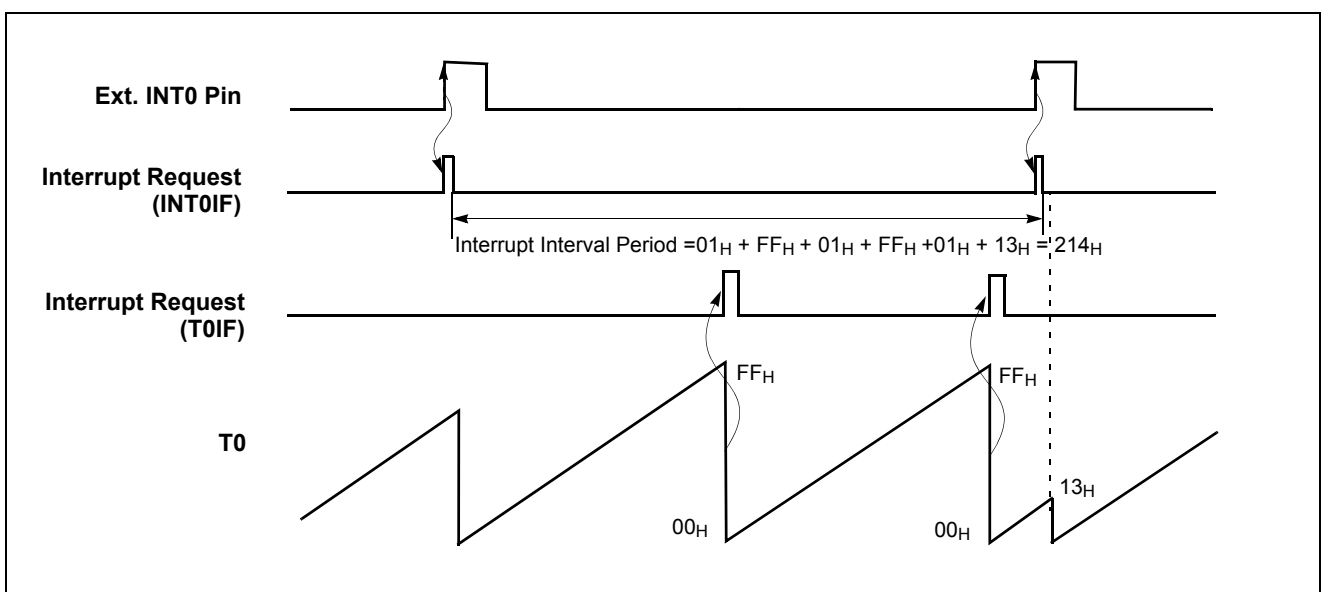 Ext. INT0 Pin
Interrupt Request
(INT0IF)
Interrupt Interval Period =01H + FFH + 01H + FFH +01H + 13H = 214H
Interrupt Request
(T0IF)
FFH
FFH
T0
13H
00H
00H